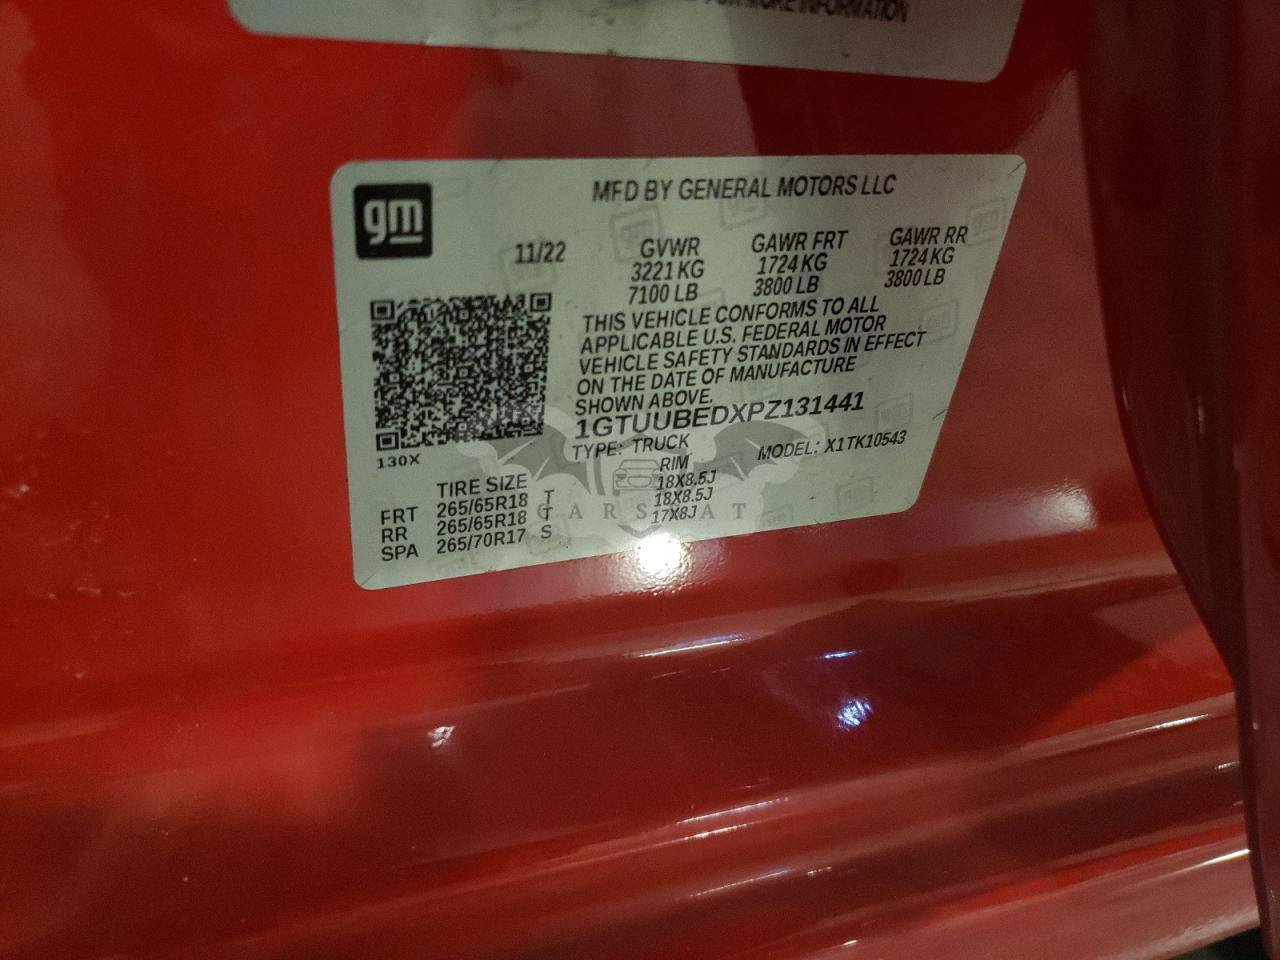 FOR MORE INFORMATION
gm
MFD BY GENERAL MOTORS LLC
11/22
GVWR GAWR FRT GAWR RR
3221 KG 1724 KG 1724 KG
7100 LB 3800 LB 3800 LB
THIS VEHICLE CONFORMS TO ALL
APPLICABLE U.S. FEDERAL MOTOR
VEHICLE SAFETY STANDARDS IN EFFECT
ON THE DATE OF MANUFACTURE
SHOWN ABOVE.
1GTUUBEDXPZ131441
TYPE: TRUCK MODEL: X1TK10543
130X
TIRE SIZE RIM
FRT 265/65R18 T 18X8.5J
RR 265/65R18 T 18X8.5J
SPA 265/70R17 S 17X8J
CARSBAT